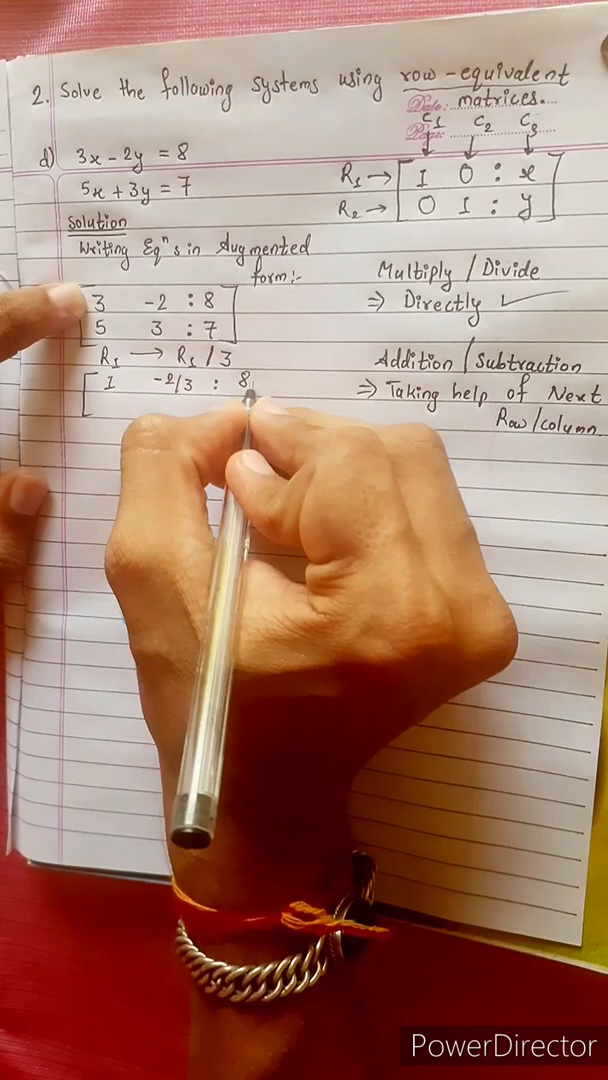 2. Solve the following systems using row-equivalent
matrices.
Date:
Page:
C1 C2 C3
d) 3x - 2y = 8
5x + 3y = 7
R1 → [ 1 0 : x ]
R2 → [ 0 1 : y ]
Solution
Writing Eqⁿs in Augmented
form:-
[ 3 -2 : 8 ]
[ 5 3 : 7 ]
R1 → R1/3
[ 1 -2/3 : 8
Multiply / Divide
⇒ Directly ✓
Addition / Subtraction
⇒ Taking help of Next
Row/column
PowerDirector